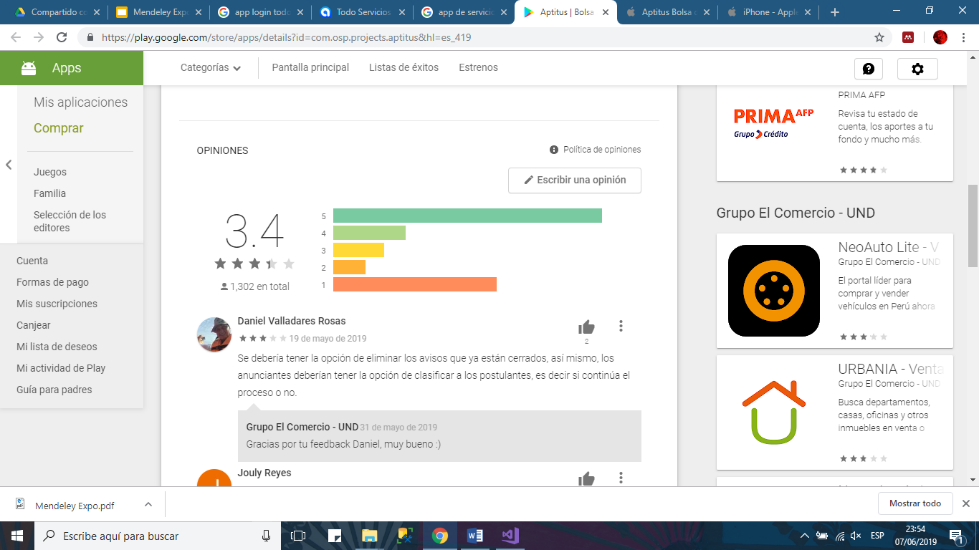 Compartido c
Mendeley Expo
app login todo
Todo Servicios
app de servicio
Aptitus | Bolsa
Aptitus Bolsa
iPhone - Apple
https://play.google.com/store/apps/details?id=com.osp.projects.aptitus&hl=es_419
Apps
Categorías
Pantalla principal
Listas de éxitos
Estrenos
Mis aplicaciones
Comprar
Juegos
Familia
Selección de los
editores
Cuenta
Formas de pago
Mis suscripciones
Canjear
Mi lista de deseos
Mi actividad de Play
Guía para padres
OPINIONES
Política de opiniones
Escribir una opinión
3.4
1,302 en total
5
4
3
2
1
Daniel Valladares Rosas
19 de mayo de 2019
2
Se debería tener la opción de eliminar los avisos que ya están cerrados, así mismo, los
anunciantes deberían tener la opción de clasificar a los postulantes, es decir si continúa el
proceso o no.
Grupo El Comercio - UND 31 de mayo de 2019
Gracias por tu feedback Daniel, muy bueno :)
Jouly Reyes
PRIMA AFP
Grupo Crédito
PRIMA AFP
Revisa tu estado de
cuenta, los aportes a tu
fondo y mucho más.
Grupo El Comercio - UND
NeoAuto Lite - V
Grupo El Comercio - UND
El portal líder para
comprar y vender
vehículos en Perú ahora
URBANIA - Venta
Grupo El Comercio - UND
Busca departamentos,
casas, oficinas y otros
inmuebles en venta o
Mendeley Expo.pdf
Mostrar todo
Escribe aquí para buscar
ESP
23:54
07/06/2019
1